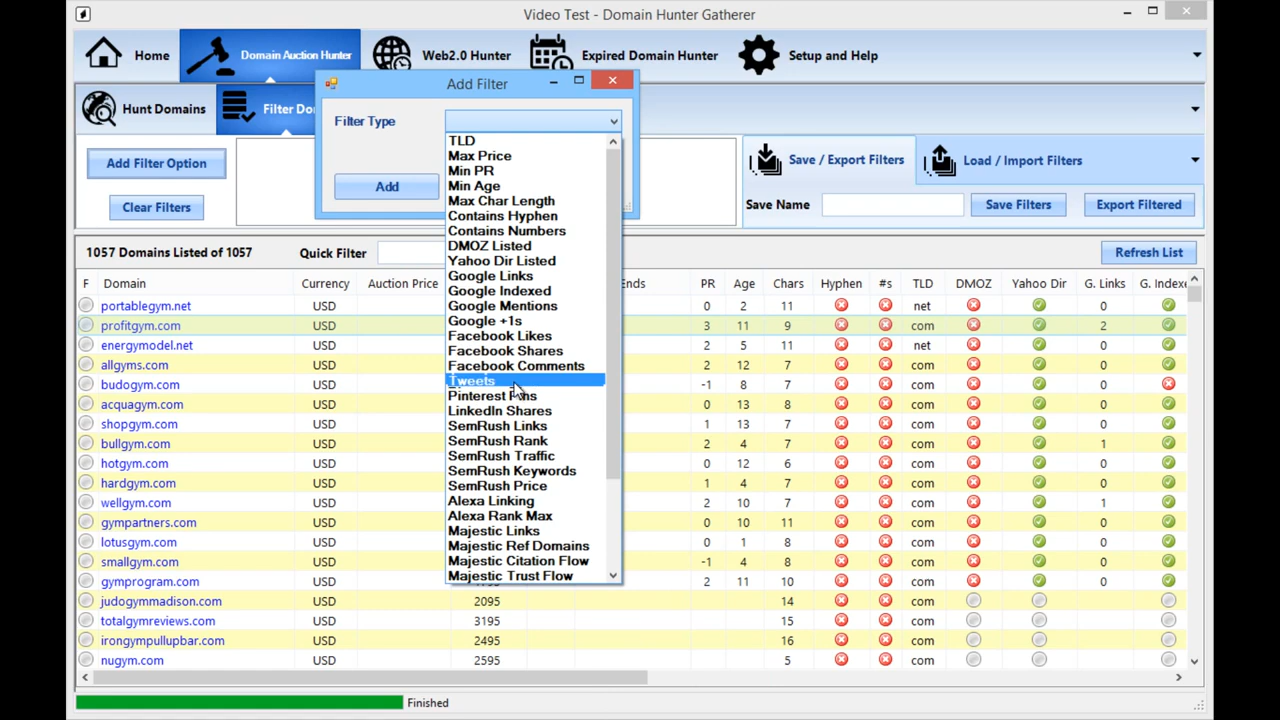 Video Test - Domain Hunter Gatherer
Home
Domain Auction Hunter
Web2.0 Hunter
Expired Domain Hunter
Setup and Help
Add Filter
Hunt Domains
Filter Do
Filter Type
Add
Add Filter Option
Clear Filters
Save / Export Filters
Load / Import Filters
Save Name
Save Filters
Export Filtered
TLD
Max Price
Min PR
Min Age
Max Char Length
Contains Hyphen
Contains Numbers
DMOZ Listed
Yahoo Dir Listed
Google Links
Google Indexed
Google Mentions
Google +1s
Facebook Likes
Facebook Shares
Facebook Comments
Tweets
Pinterest Pins
LinkedIn Shares
SemRush Links
SemRush Rank
SemRush Traffic
SemRush Keywords
SemRush Price
Alexa Linking
Alexa Rank Max
Majestic Links
Majestic Ref Domains
Majestic Citation Flow
Majestic Trust Flow
1057 Domains Listed of 1057
Quick Filter
Refresh List
F Domain Currency Auction Price Ends PR Age Chars Hyphen #s TLD DMOZ Yahoo Dir G. Links G. Indexe
portablegym.net USD 0 2 11 net 0
profitgym.com USD 3 11 9 com 2
energymodel.net USD 2 5 11 net 0
allgyms.com USD 2 12 7 com 0
budogym.com USD -1 8 7 com 0
acquagym.com USD 0 13 8 com 0
shopgym.com USD 1 13 7 com 0
bullgym.com USD 2 4 7 com 1
hotgym.com USD 0 12 6 com 0
hardgym.com USD 1 4 7 com 0
wellgym.com USD 2 10 7 com 1
gympartners.com USD 0 10 11 com 0
lotusgym.com USD 0 1 8 com 0
smallgym.com USD -1 4 8 com 0
gymprogram.com USD 2 11 10 com 0
judogymmadison.com USD 2095 14 com
totalgymreviews.com USD 3195 15 com
irongympullupbar.com USD 2495 16 com
nugym.com USD 2595 5 com
Finished